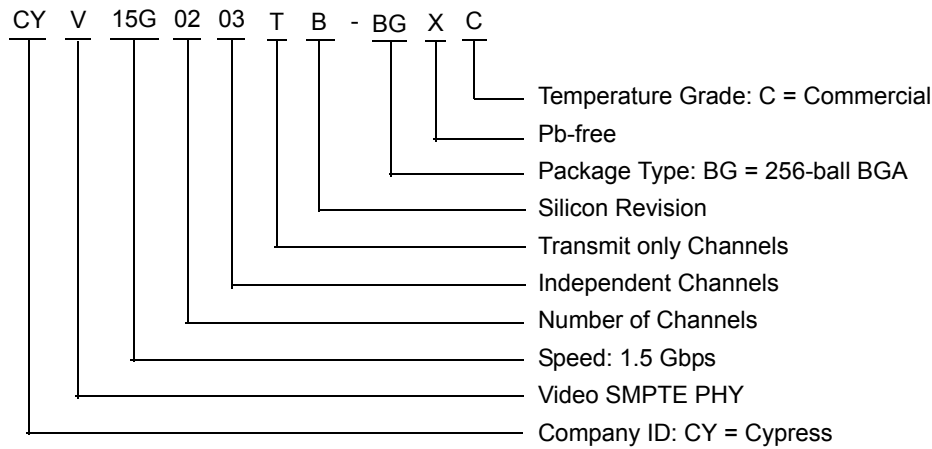 CY V 15G 02 03 T B - BG X C
Temperature Grade: C = Commercial
Pb-free
Package Type: BG = 256-ball BGA
Silicon Revision
Transmit only Channels
Independent Channels
Number of Channels
Speed: 1.5 Gbps
Video SMPTE PHY
Company ID: CY = Cypress